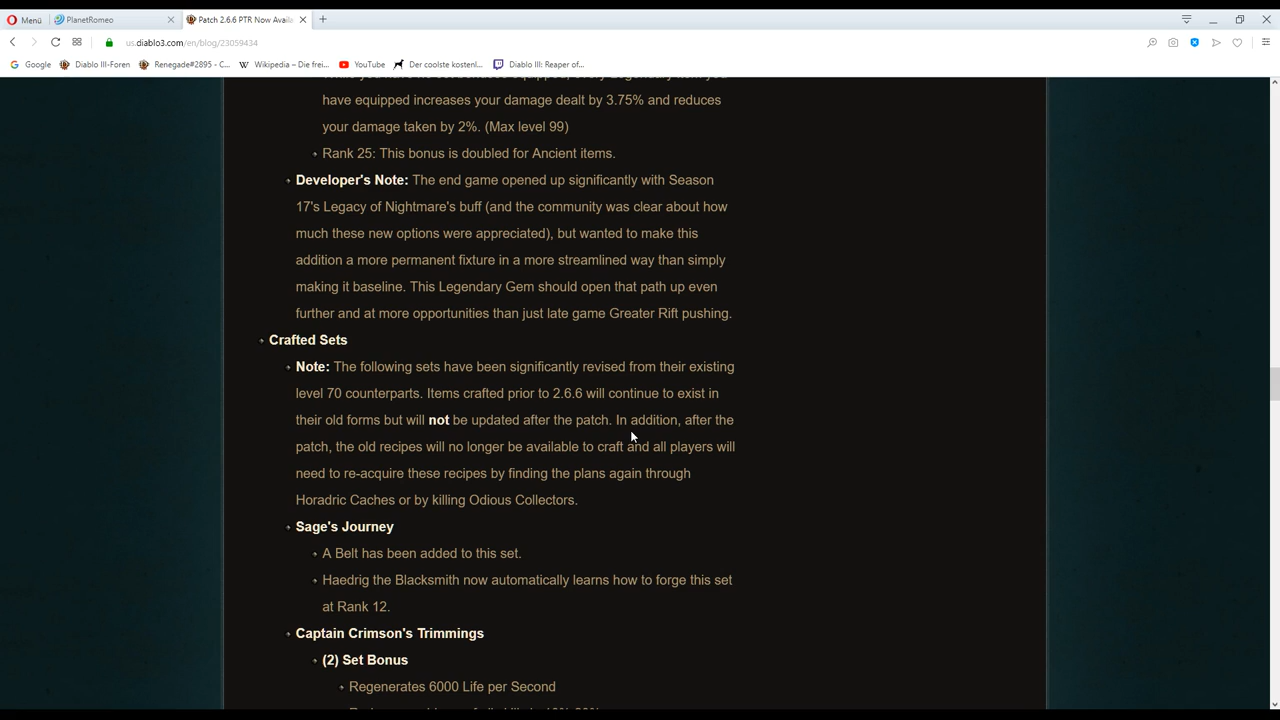 Menü
PlanetRomeo
Patch 2.6.6 PTR Now Avail
us.diablo3.com/en/blog/23059434
Google
Diablo III-Foren
Renegade#2895 - C...
Wikipedia – Die frei...
YouTube
Der coolste kostenl...
Diablo III: Reaper of...
have equipped increases your damage dealt by 3.75% and reduces
your damage taken by 2%. (Max level 99)
Rank 25: This bonus is doubled for Ancient items.
Developer's Note: The end game opened up significantly with Season
17's Legacy of Nightmare's buff (and the community was clear about how
much these new options were appreciated), but wanted to make this
addition a more permanent fixture in a more streamlined way than simply
making it baseline. This Legendary Gem should open that path up even
further and at more opportunities than just late game Greater Rift pushing.
Crafted Sets
Note: The following sets have been significantly revised from their existing
level 70 counterparts. Items crafted prior to 2.6.6 will continue to exist in
their old forms but will not be updated after the patch. In addition, after the
patch, the old recipes will no longer be available to craft and all players will
need to re-acquire these recipes by finding the plans again through
Horadric Caches or by killing Odious Collectors.
Sage's Journey
A Belt has been added to this set.
Haedrig the Blacksmith now automatically learns how to forge this set
at Rank 12.
Captain Crimson's Trimmings
(2) Set Bonus
Regenerates 6000 Life per Second